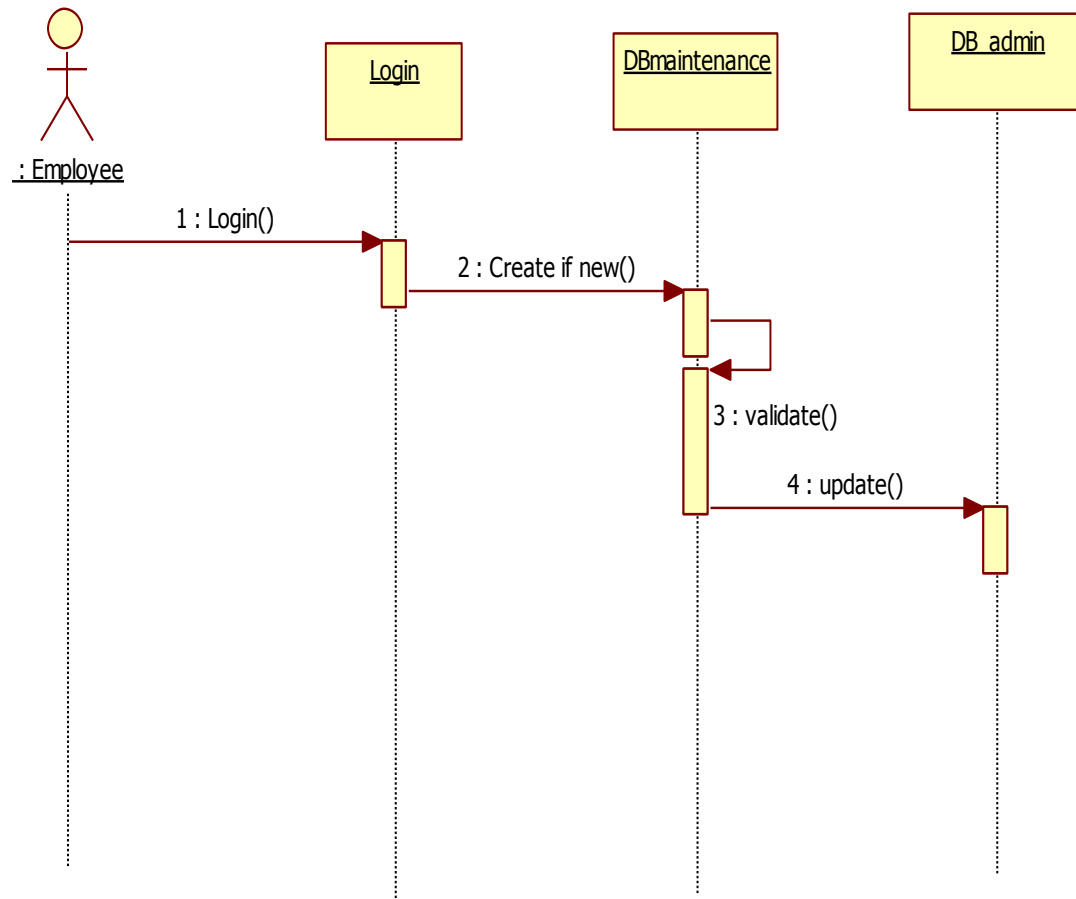 Login
DBmaintenance
DB_admin
: Employee
1 : Login()
2 : Create if new()
3 : validate()
4 : update()